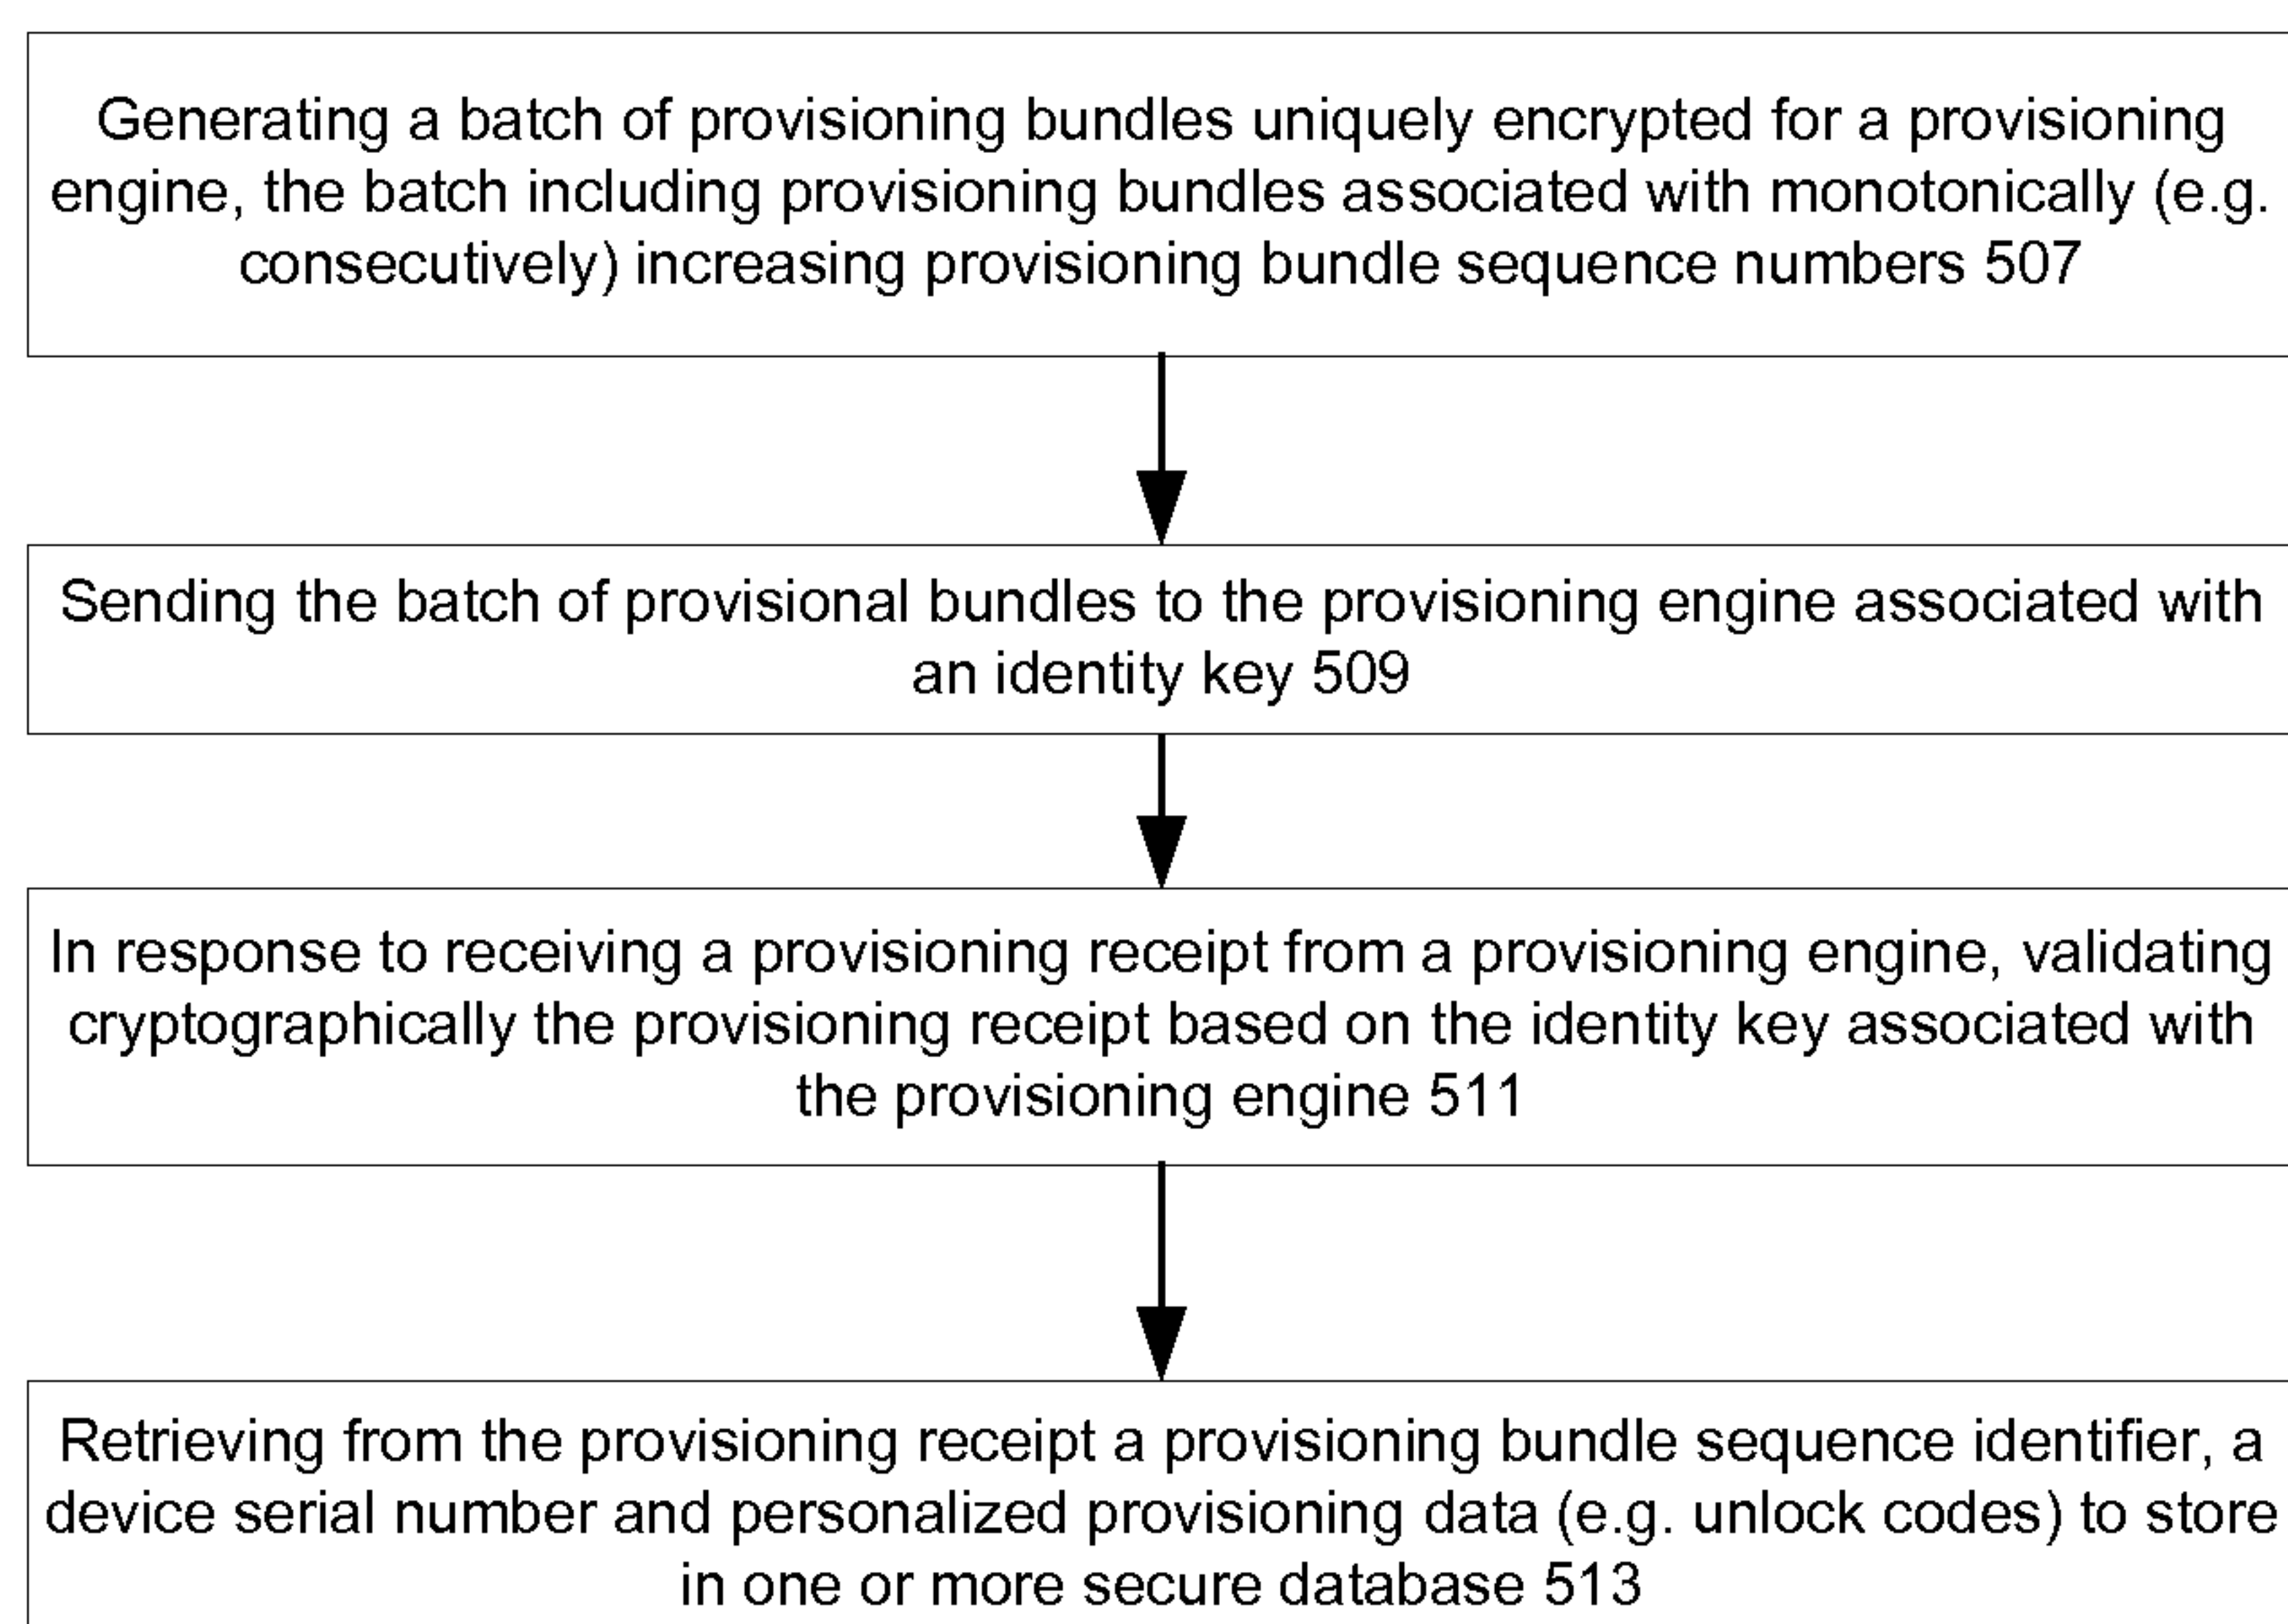 Generating a batch of provisioning bundles uniquely encrypted for a provisioning
engine, the batch including provisioning bundles associated with monotonically (e.g.
consecutively) increasing provisioning bundle sequence numbers 507
Sending the batch of provisional bundles to the provisioning engine associated with
an identity key 509
In response to receiving a provisioning receipt from a provisioning engine, validating
cryptographically the provisioning receipt based on the identity key associated with
the provisioning engine 511
Retrieving from the provisioning receipt a provisioning bundle sequence identifier, a
device serial number and personalized provisioning data (e.g. unlock codes) to store
in one or more secure database 513